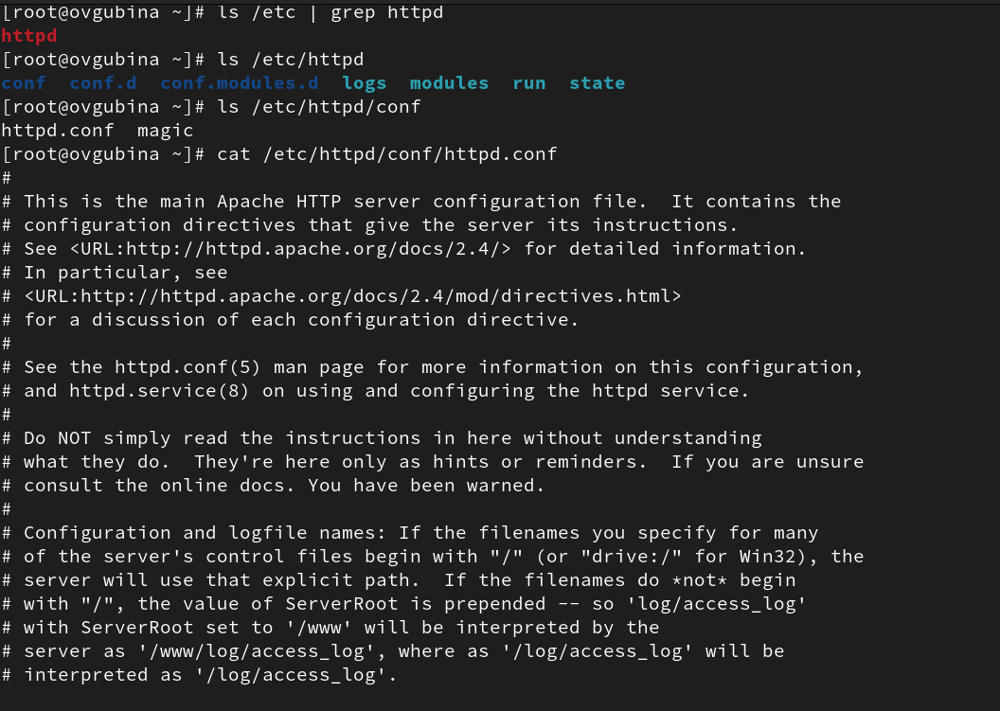 [root@ovgubina ~]# ls /etc | grep httpd
httpd
[root@ovgubina ~]# ls /etc/httpd
conf  conf.d  conf.modules.d  logs  modules  run  state
[root@ovgubina ~]# ls /etc/httpd/conf
httpd.conf  magic
[root@ovgubina ~]# cat /etc/httpd/conf/httpd.conf
#
# This is the main Apache HTTP server configuration file.  It contains the
# configuration directives that give the server its instructions.
# See <URL:http://httpd.apache.org/docs/2.4/> for detailed information.
# In particular, see
# <URL:http://httpd.apache.org/docs/2.4/mod/directives.html>
# for a discussion of each configuration directive.
#
# See the httpd.conf(5) man page for more information on this configuration,
# and httpd.service(8) on using and configuring the httpd service.
#
# Do NOT simply read the instructions in here without understanding
# what they do.  They're here only as hints or reminders.  If you are unsure
# consult the online docs. You have been warned.
#
# Configuration and logfile names: If the filenames you specify for many
# of the server's control files begin with "/" (or "drive:/" for Win32), the
# server will use that explicit path.  If the filenames do *not* begin
# with "/", the value of ServerRoot is prepended -- so 'log/access_log'
# with ServerRoot set to '/www' will be interpreted by the
# server as '/www/log/access_log', where as '/log/access_log' will be
# interpreted as '/log/access_log'.